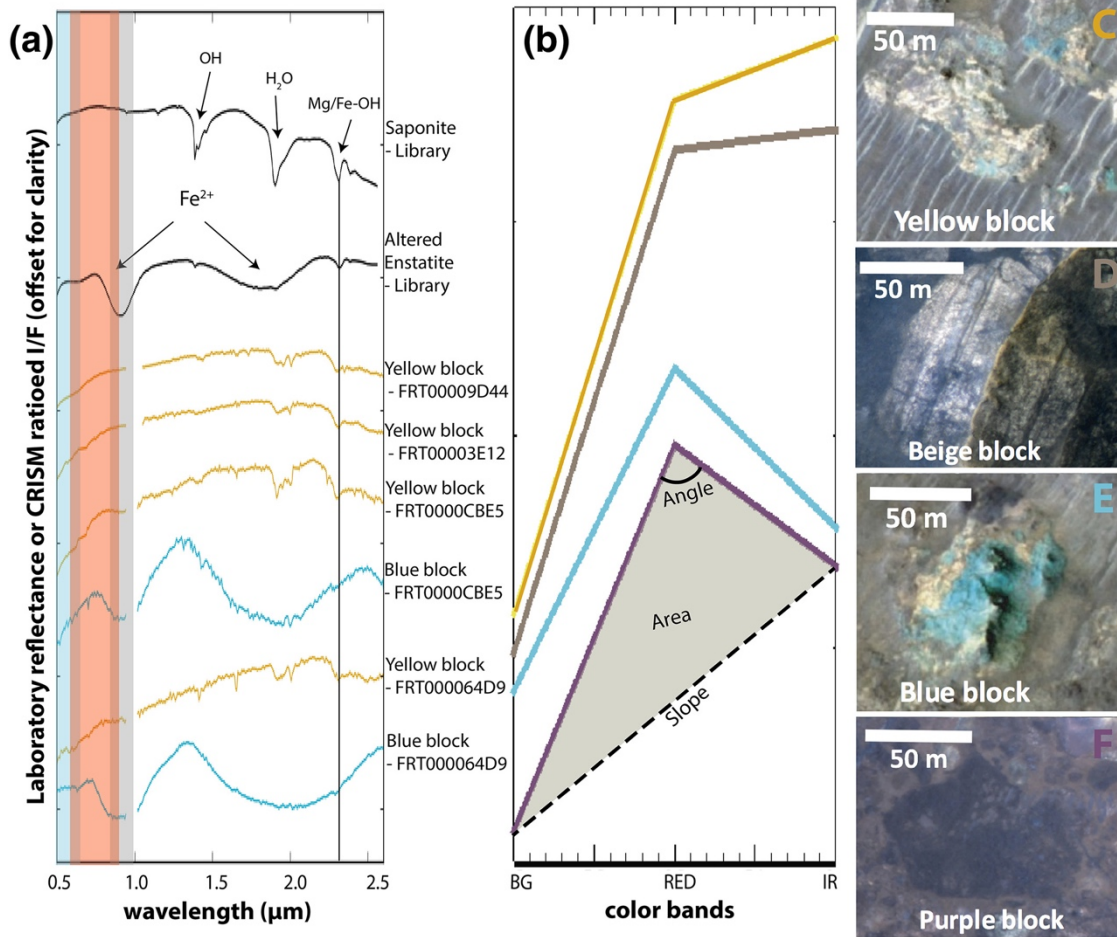 (a)
Laboratory reflectance or CRISM ratioed I/F (offset for clarity)
OH
H₂O
Mg/Fe-OH
Fe²⁺
Saponite
- Library
Altered
Enstatite
- Library
Yellow block
- FRT00009D44
Yellow block
- FRT00003E12
Yellow block
- FRT0000CBE5
Blue block
- FRT0000CBE5
Yellow block
- FRT000064D9
Blue block
- FRT000064D9
0.5 1.0 1.5 2.0 2.5
wavelength (μm)
(b)
Angle
Area
Slope
BG RED IR
color bands
C
50 m
Yellow block
D
50 m
Beige block
E
50 m
Blue block
F
50 m
Purple block